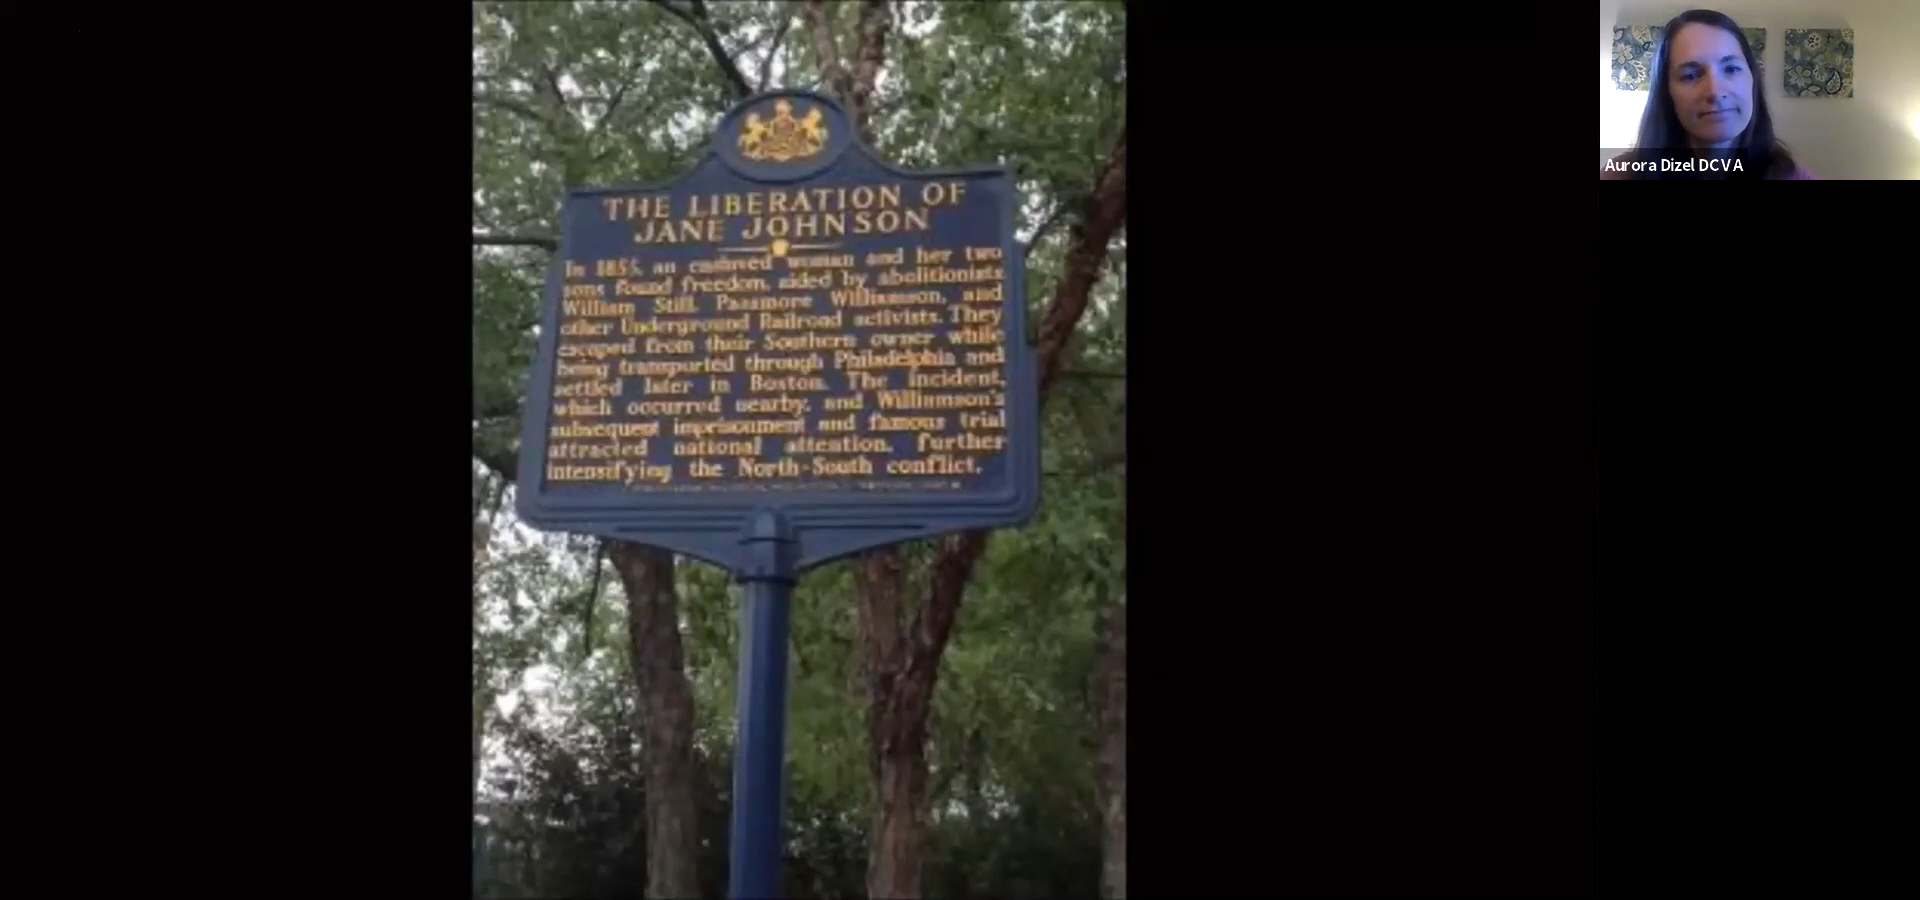 THE LIBERATION OF
JANE JOHNSON
In 1855, an enslaved woman and her two
sons found freedom, aided by abolitionists
William Still, Passmore Williamson, and
other Underground Railroad activists. They
escaped from their Southern owner while
being transported through Philadelphia and
settled later in Boston. The incident,
which occurred nearby, and Williamson's
subsequent imprisonment and famous trial
attracted national attention, further
intensifying the North-South conflict.
Aurora Dizel DCVA